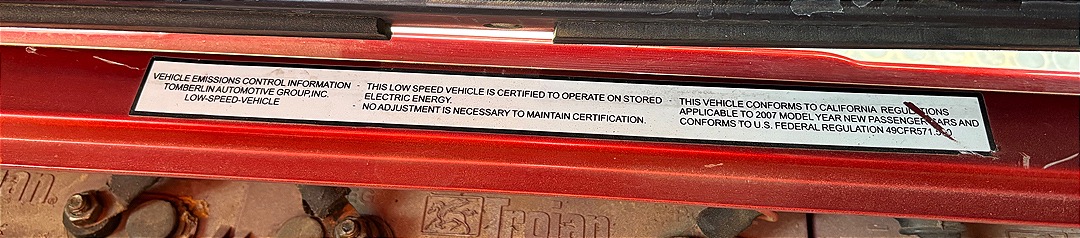 VEHICLE EMISSIONS CONTROL INFORMATION
TOMBERLIN AUTOMOTIVE GROUP,INC.
LOW-SPEED-VEHICLE
THIS LOW SPEED VEHICLE IS CERTIFIED TO OPERATE ON STORED
ELECTRIC ENERGY.
NO ADJUSTMENT IS NECESSARY TO MAINTAIN CERTIFICATION.
THIS VEHICLE CONFORMS TO CALIFORNIA REGULATIONS
APPLICABLE TO 2007 MODEL YEAR NEW PASSENGER CARS AND
CONFORMS TO U.S. FEDERAL REGULATION
Trojan